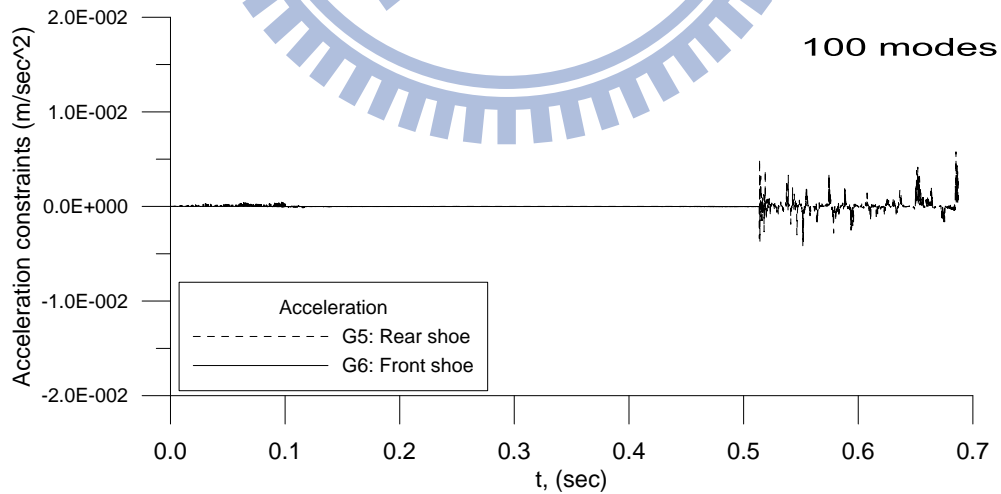 2.0E-002
100 modes
1.0E-002
0.0E+000
-1.0E-002
-2.0E-002
Acceleration constraints (m/sec^2)
Acceleration
G5: Rear shoe
G6: Front shoe
0.0 0.1 0.2 0.3 0.4 0.5 0.6 0.7
t, (sec)